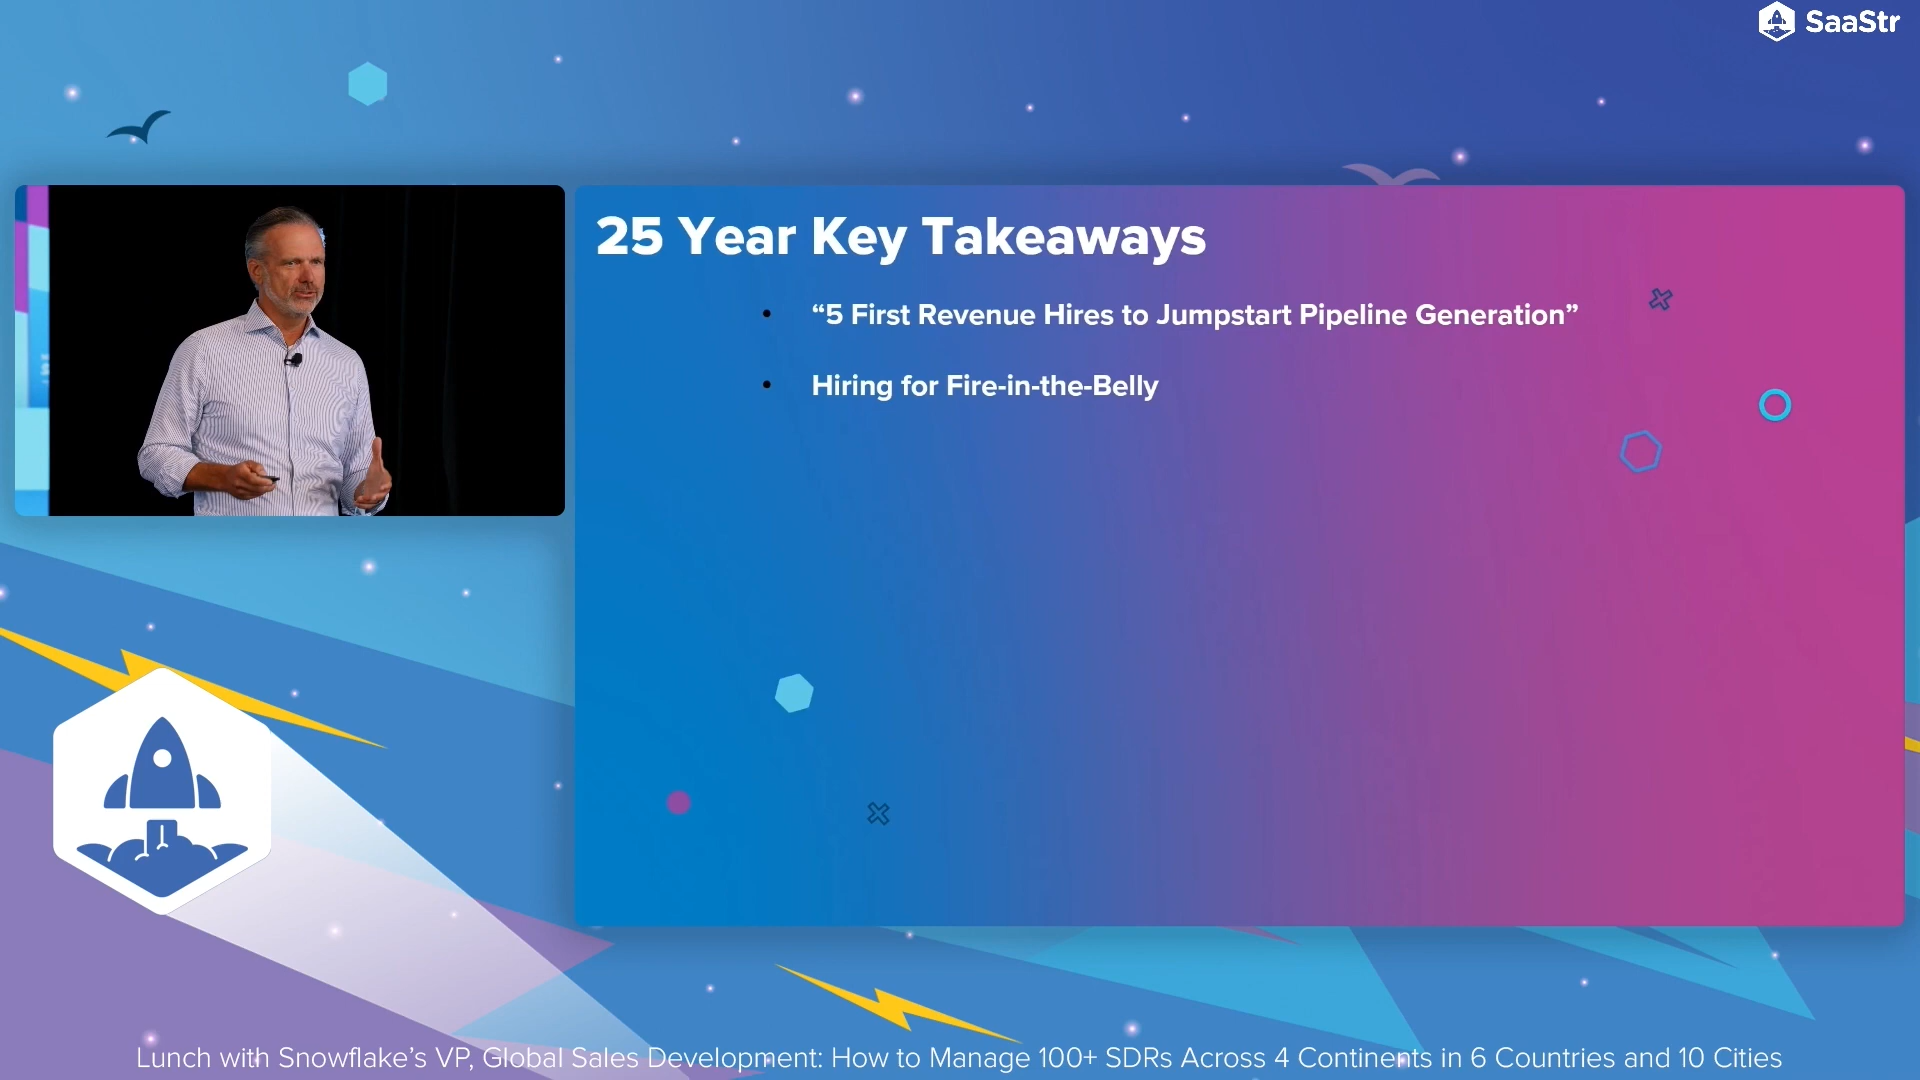 SaaStr
25 Year Key Takeaways
• “5 First Revenue Hires to Jumpstart Pipeline Generation”
• Hiring for Fire-in-the-Belly
Lunch with Snowflake’s VP, Global Sales Development: How to Manage 100+ SDRs Across 4 Continents in 6 Countries and 10 Cities